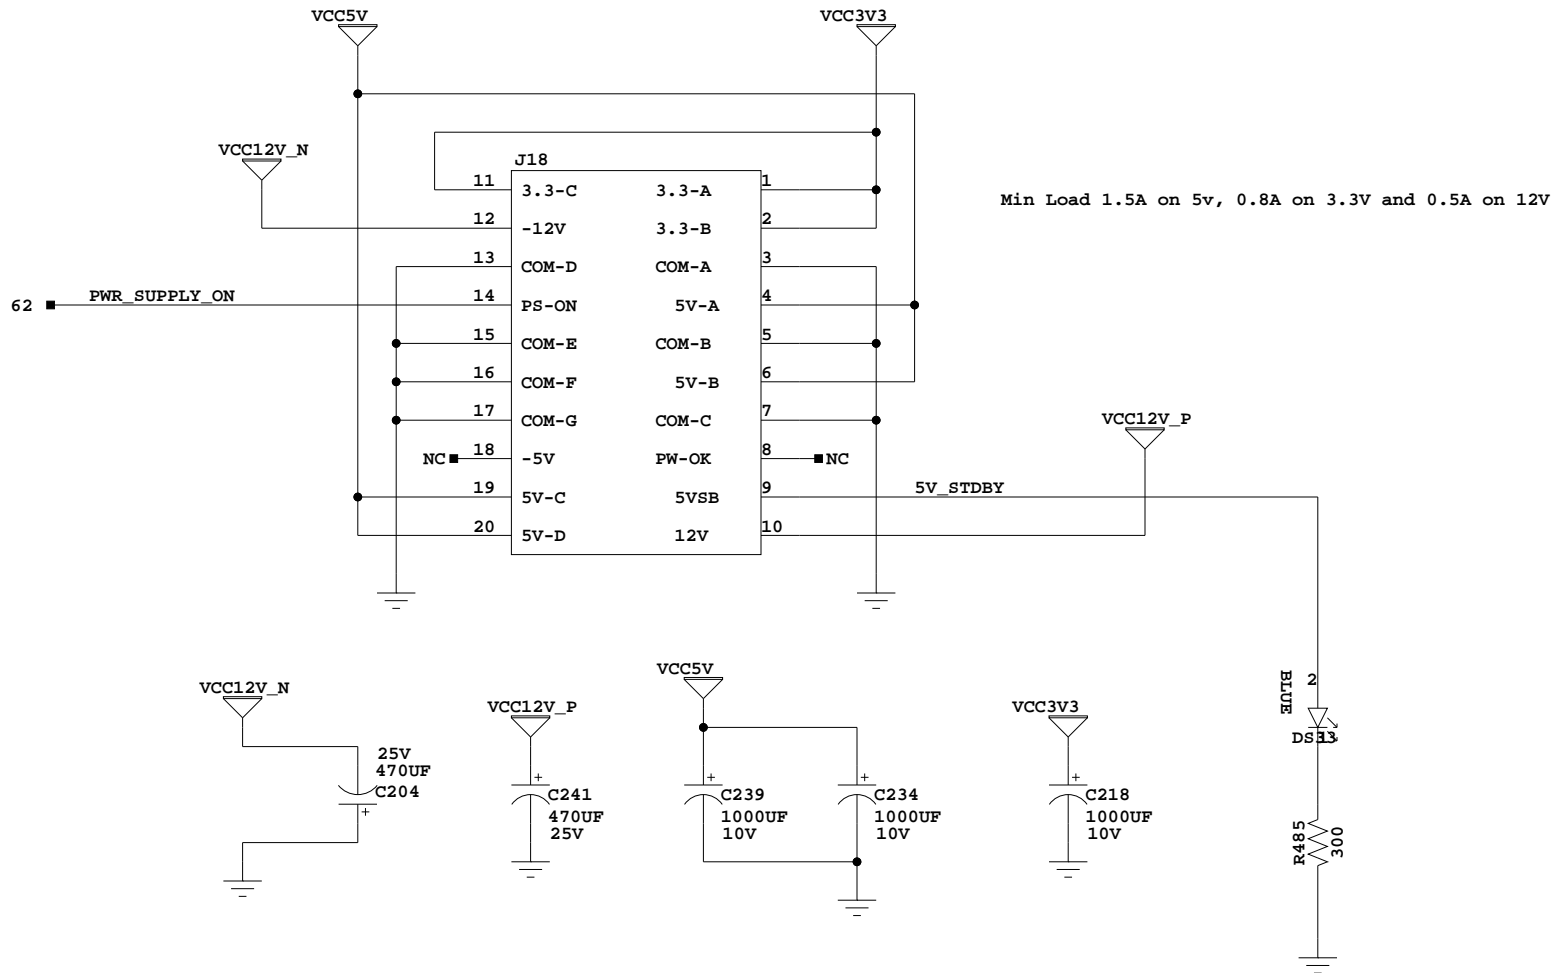 VCC5V
VCC3V3
VCC12V_N
J18
11 3.3-C 3.3-A 1
12 -12V 3.3-B 2
13 COM-D COM-A 3
62 PWR_SUPPLY_ON 14 PS-ON 5V-A 4
15 COM-E COM-B 5
16 COM-F 5V-B 6
17 COM-G COM-C 7
NC 18 -5V PW-OK 8 NC
19 5V-C 5VSB 9 5V_STDBY
20 5V-D 12V 10
Min Load 1.5A on 5v, 0.8A on 3.3V and 0.5A on 12V
VCC12V_P
VCC12V_N
25V
470UF
C204
+
VCC12V_P
+
C241
470UF
25V
VCC5V
+
C239
1000UF
10V
+
C234
1000UF
10V
VCC3V3
+
C218
1000UF
10V
BLUE
2
DS33
1
R485
300